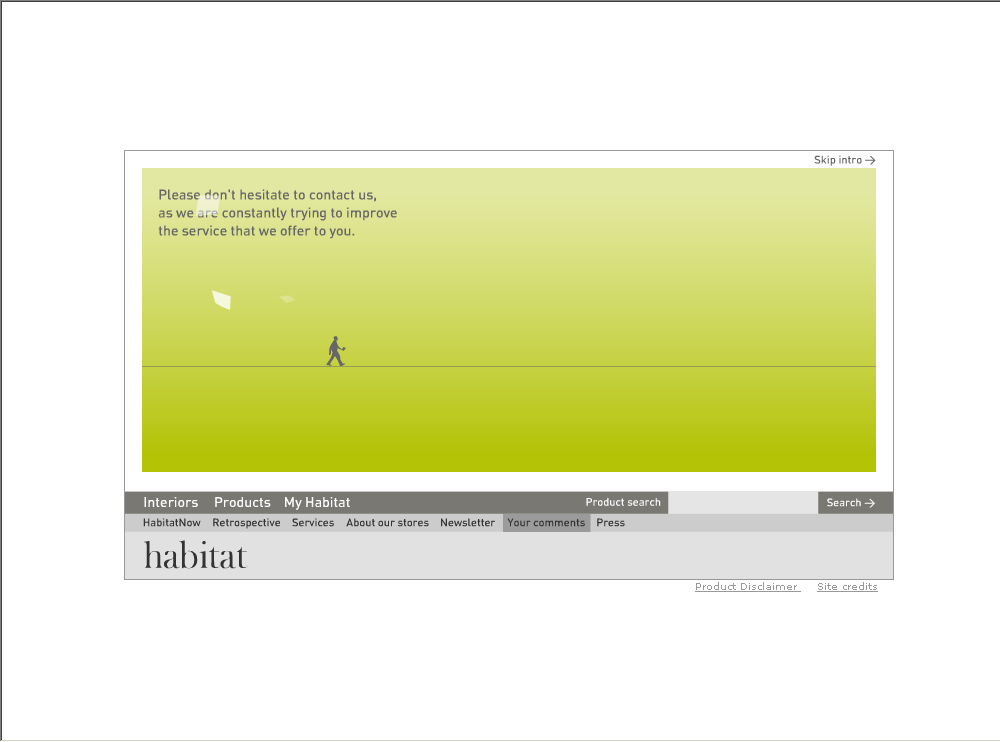 Skip intro →
Please don't hesitate to contact us,
as we are constantly trying to improve
the service that we offer to you.
Interiors Products My Habitat Product search Search →
HabitatNow Retrospective Services About our stores Newsletter Your comments Press
habitat
Product Disclaimer Site credits